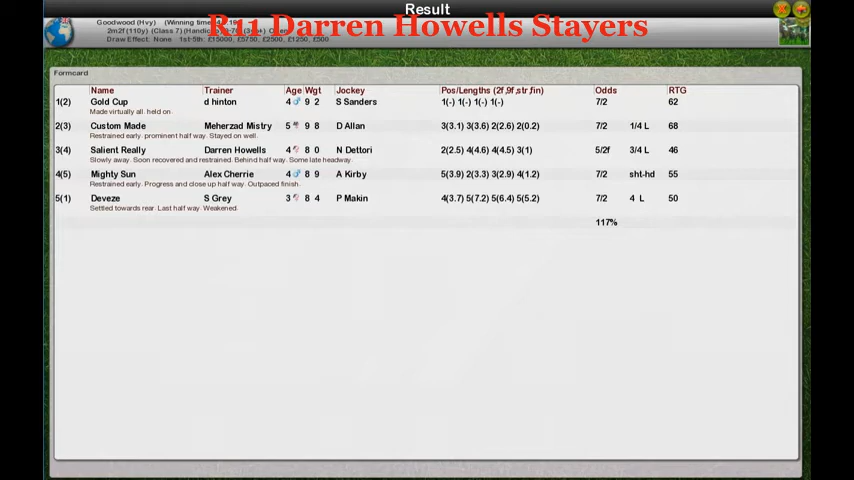 Result
R11 Darren Howells Stayers
Goodwood (Hvy) (Winning time
2m2f(110y) (Class 7) (Handicap
Draw Effect: None. 1st-5th: £15000, £5750, £2500, £1250, £500.
Formcard
Name Trainer Age Wgt Jockey Pos/Lengths (2f,9f,str,fin) Odds RTG
1(2) Gold Cup d hinton 4 9 2 S Sanders 1(-) 1(-) 1(-) 1(-) 7/2 62
Made virtually all. held on.
2(3) Custom Made Meherzad Mistry 5 9 8 D Allan 3(3.1) 3(3.6) 2(2.6) 2(0.2) 7/2 1/4 L 68
Restrained early. prominent half way. Stayed on well.
3(4) Salient Really Darren Howells 4 8 0 N Dettori 2(2.5) 4(4.6) 4(4.5) 3(1) 5/2f 3/4 L 46
Slowly away. Soon recovered and restrained. Behind half way. Some late headway.
4(5) Mighty Sun Alex Cherrie 4 8 9 A Kirby 5(3.9) 2(3.3) 3(2.9) 4(1.2) 7/2 sht-hd 55
Restrained early. Progress and close up half way. Outpaced finish.
5(1) Deveze S Grey 3 8 4 P Makin 4(3.7) 5(7.2) 5(6.4) 5(5.2) 7/2 4 L 50
Settled towards rear. Last half way. Weakened.
117%